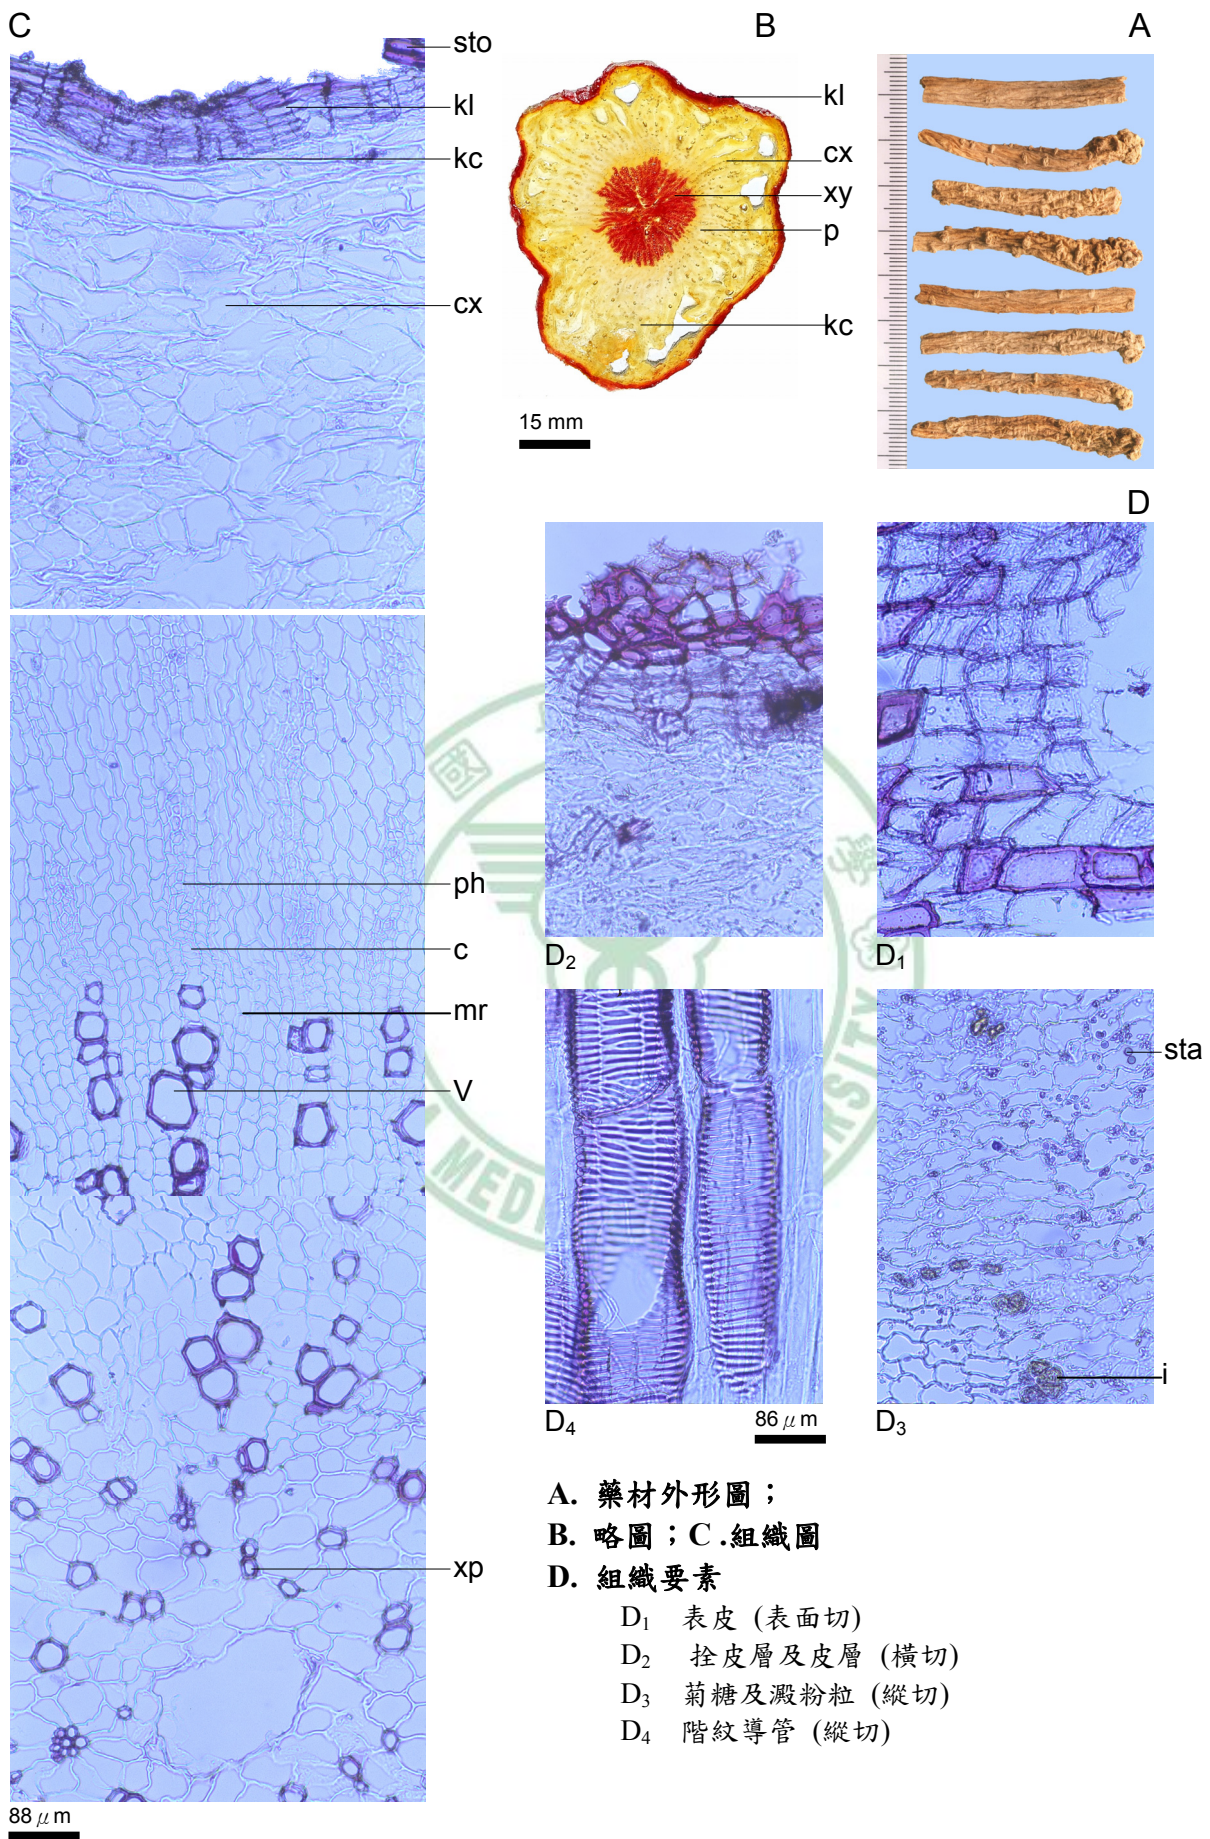 C
sto
kl
kc
cx
B
kl
cx
xy
p
kc
15 mm
A
D
D₂
D₁
ph
c
mr
V
xp
88 μm
sta
i
D₄
86 μm
D₃
國
MEDI
ERSITY
A. 藥材外形圖；
B. 略圖；C .組織圖
D. 組織要素
D₁ 表皮 (表面切)
D₂ 拴皮層及皮層 (橫切)
D₃ 菊糖及澱粉粒 (縱切)
D₄ 階紋導管 (縱切)